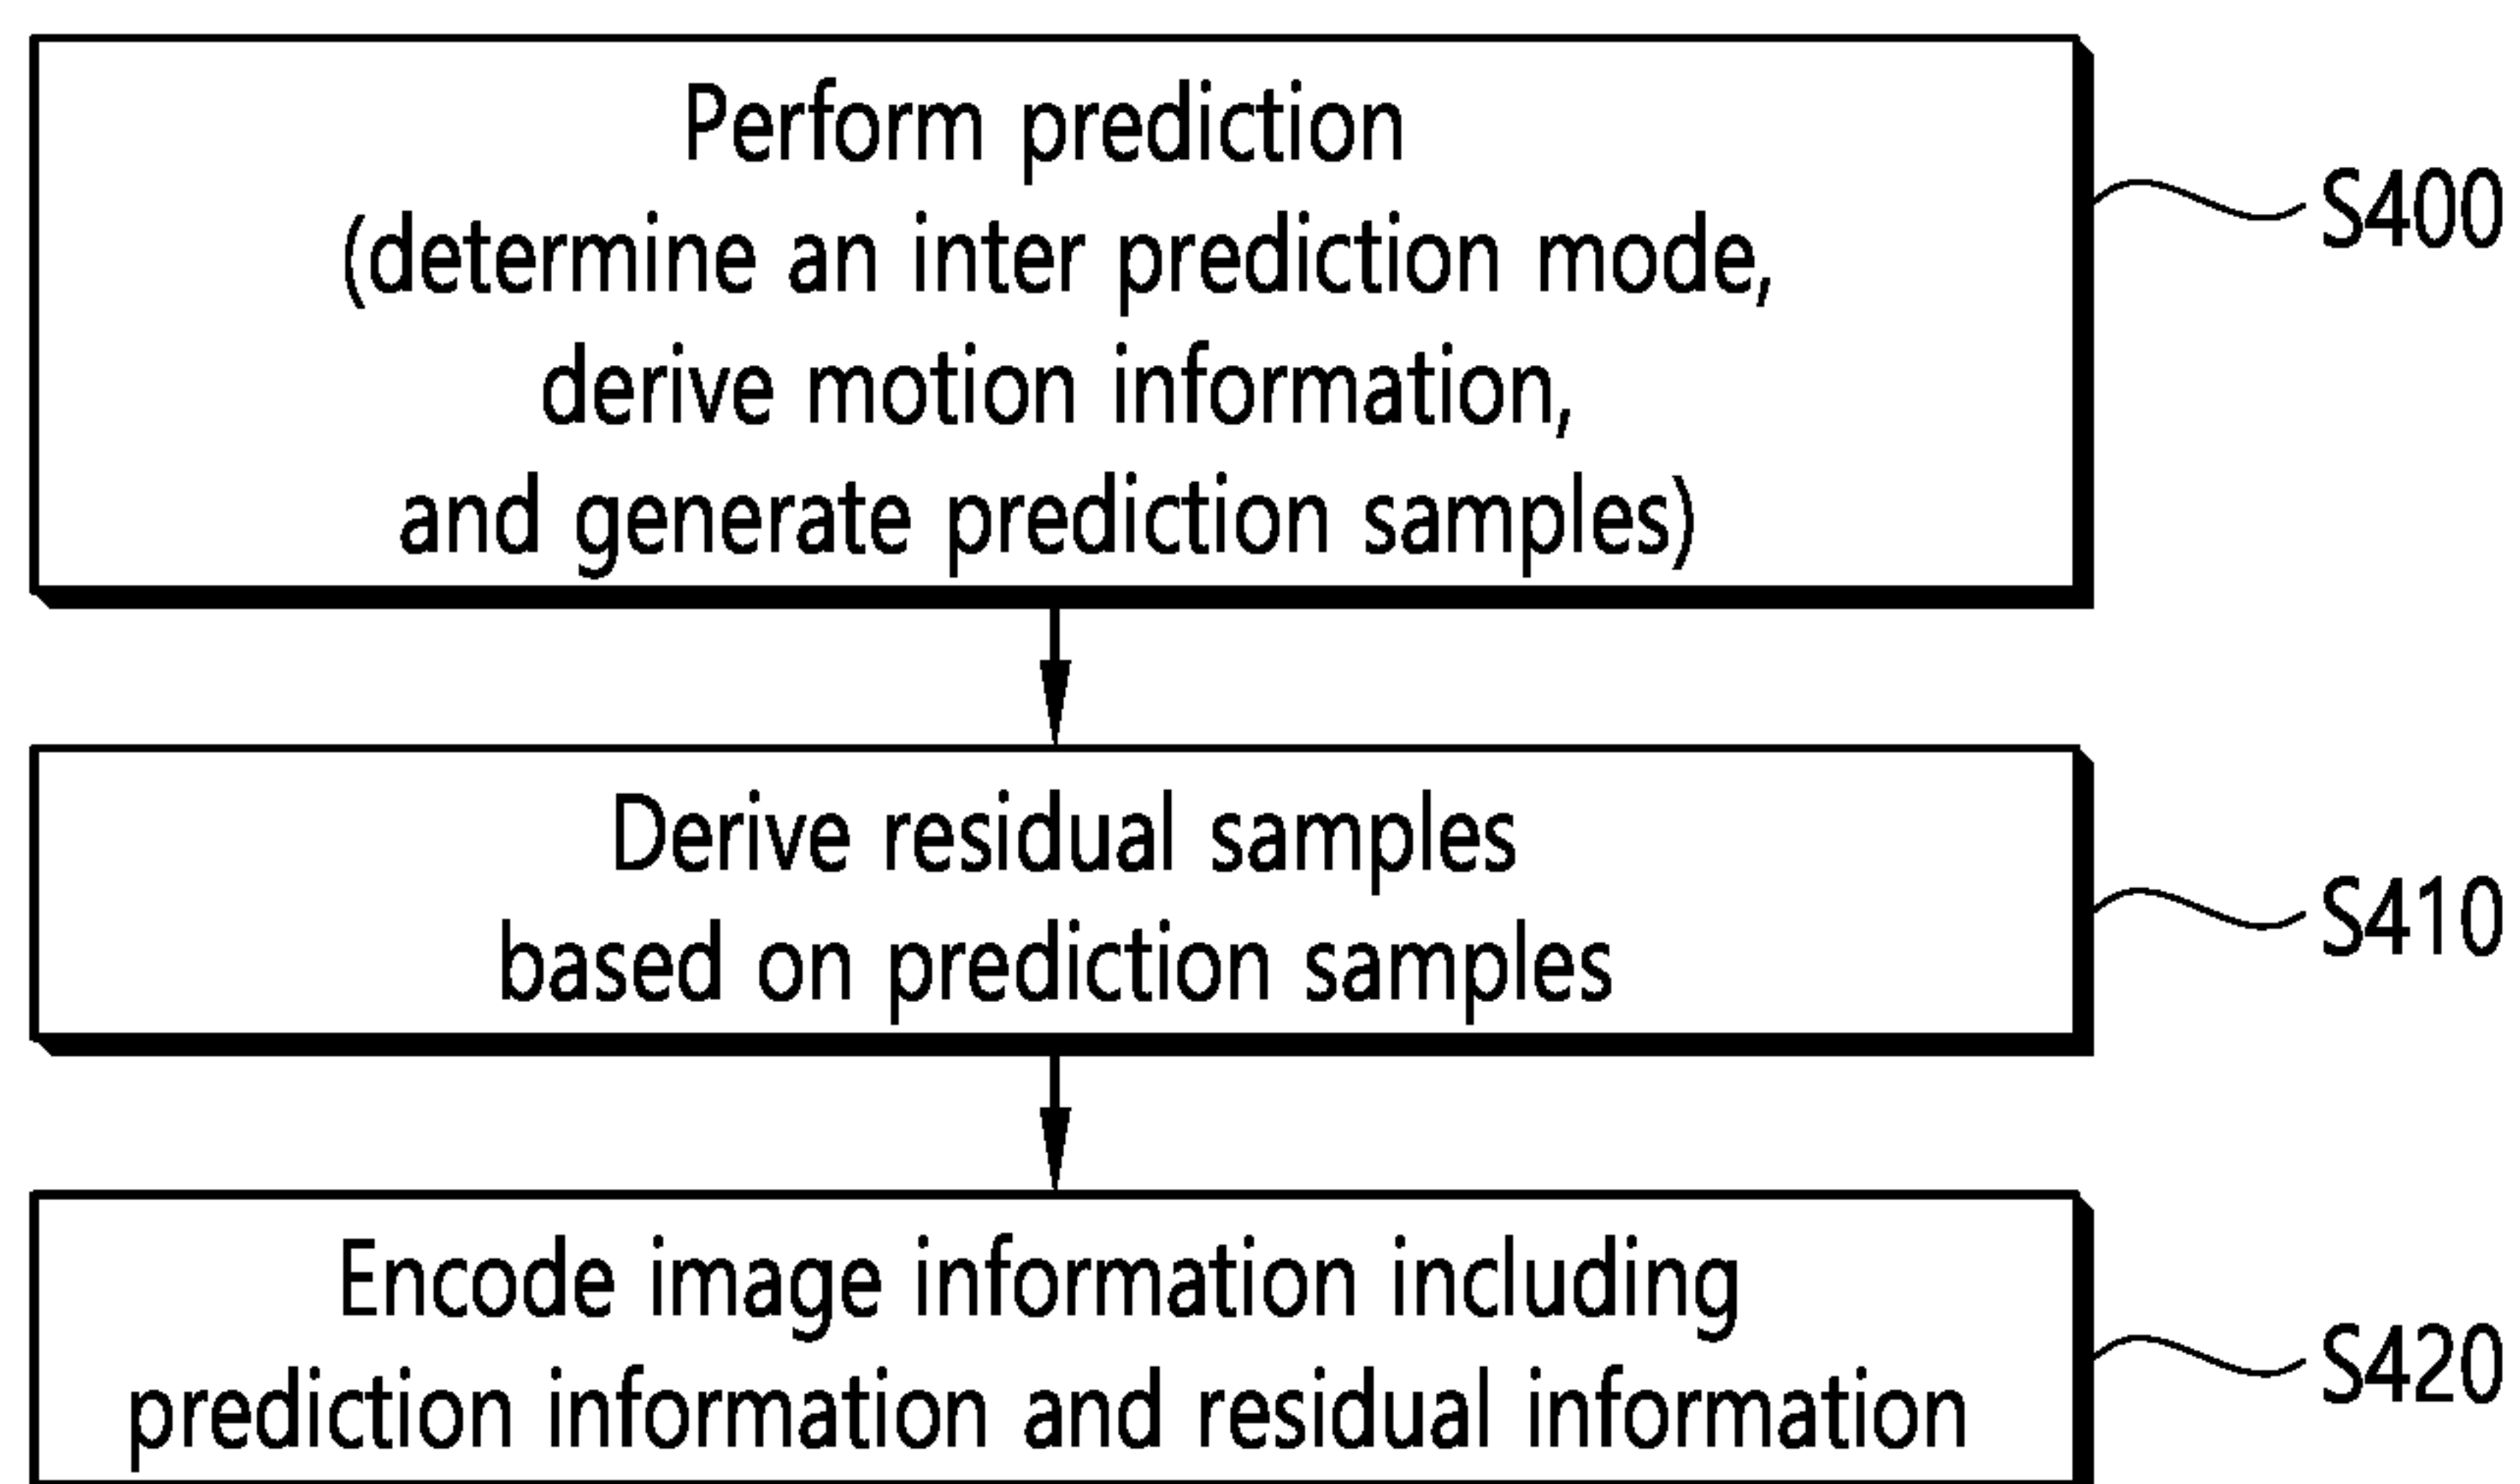 Perform prediction
(determine an inter prediction mode,
derive motion information,
and generate prediction samples)
S400
Derive residual samples
based on prediction samples
S410
Encode image information including
prediction information and residual information
S420